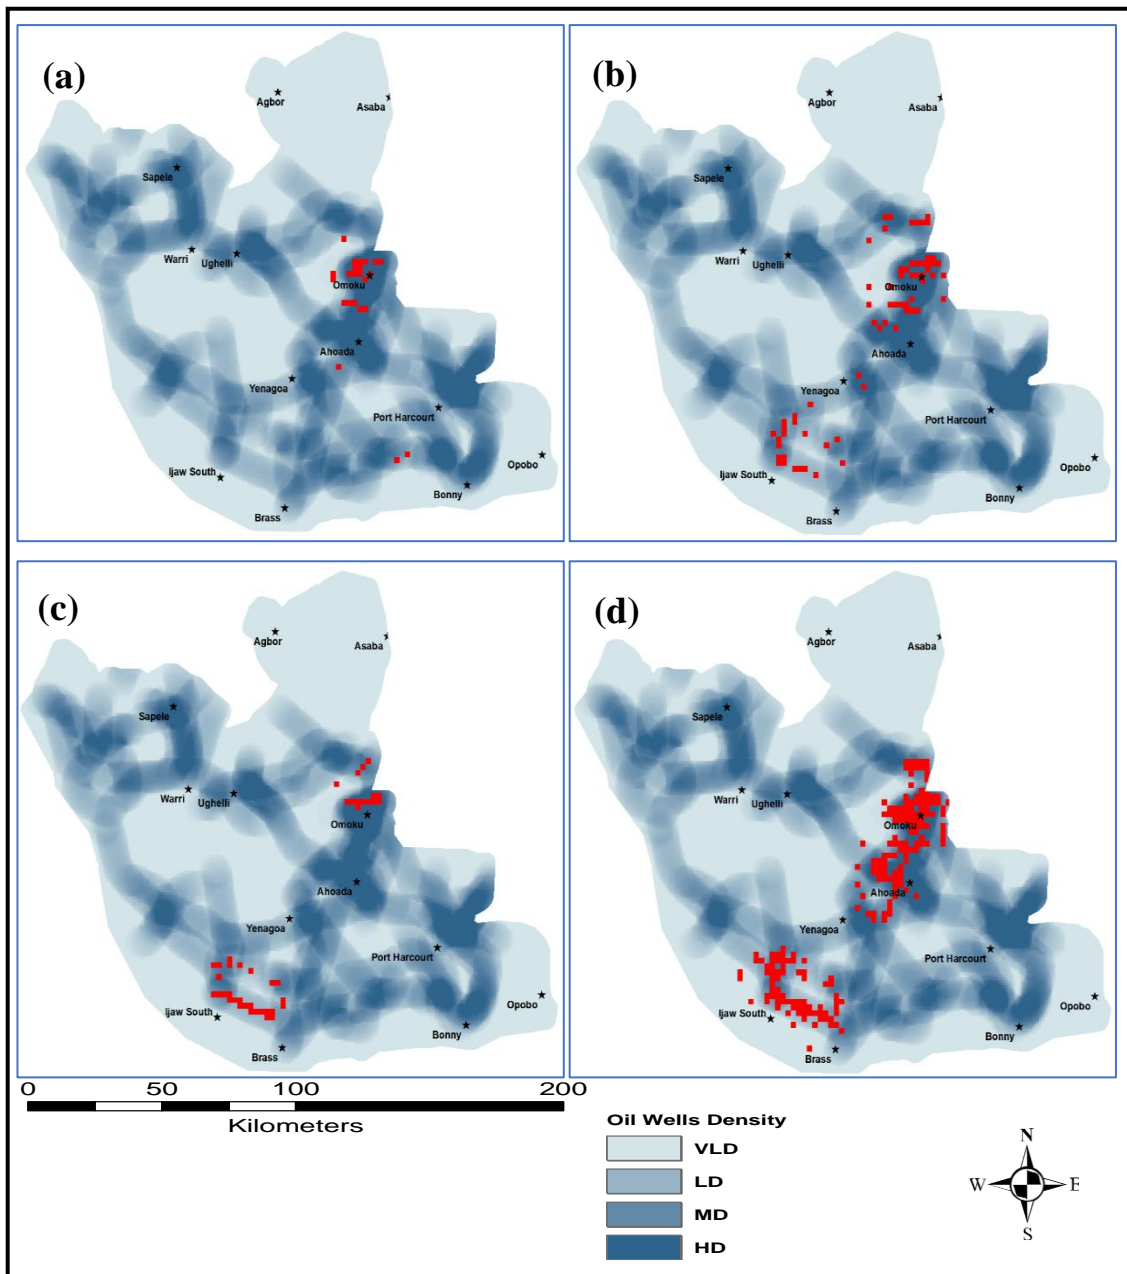 (a)
Agbor
Asaba
Sapele
Warri
Ughelli
Omoku
Ahoada
Yenagoa
Port Harcourt
Ijaw South
Opobo
Bonny
Brass
(b)
Agbor
Asaba
Sapele
Warri
Ughelli
Omoku
Ahoada
Yenagoa
Port Harcourt
Ijaw South
Opobo
Bonny
Brass
(c)
Agbor
Asaba
Sapele
Warri
Ughelli
Omoku
Ahoada
Yenagoa
Port Harcourt
Ijaw South
Opobo
Bonny
Brass
(d)
Agbor
Asaba
Sapele
Warri
Ughelli
Omoku
Ahoada
Yenagoa
Port Harcourt
Ijaw South
Opobo
Bonny
Brass
0 50 100 200
Kilometers
Oil Wells Density
VLD
LD
MD
HD
N
W E
S